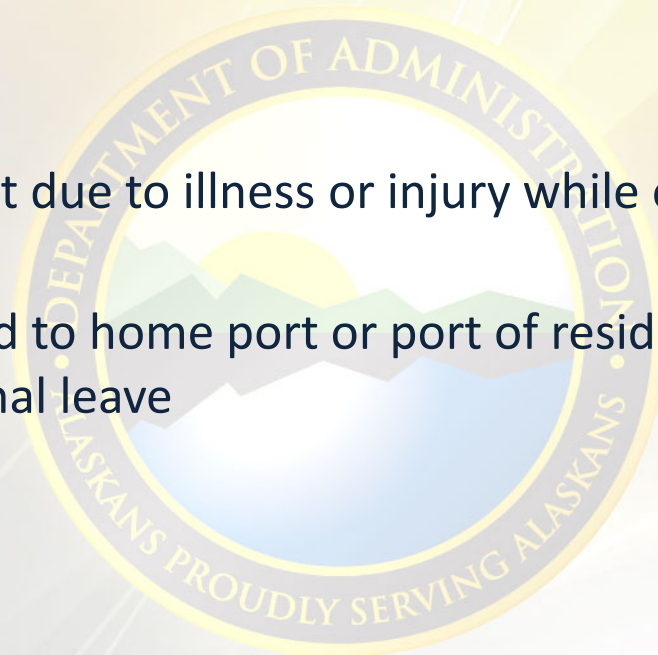 DEPARTMENT OF ADMINISTRATION
t due to illness or injury while
d to home port or port of resid
nal leave
ALASKANS PROUDLY SERVING ALASKANS